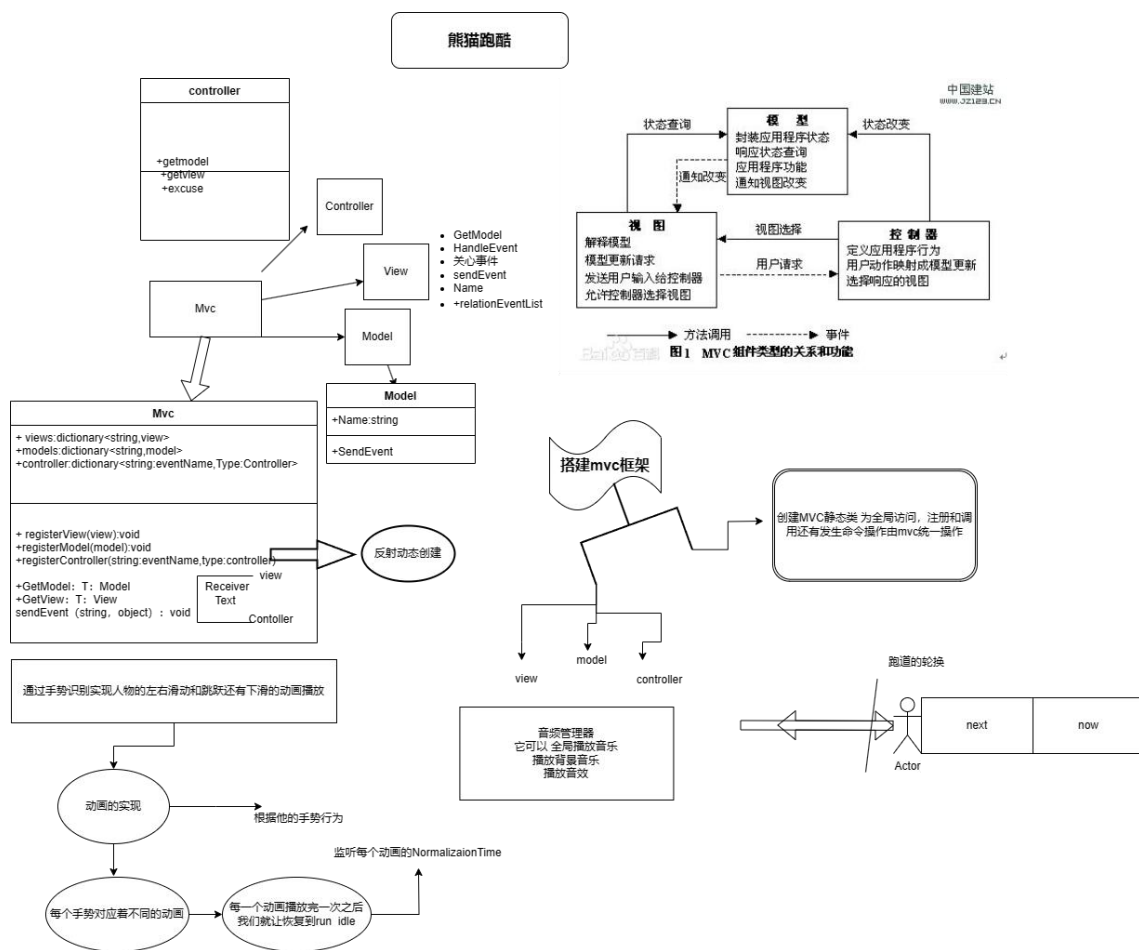 熊猫跑酷
controller
+getmodel
+getview
+excuse
Controller
View
GetModel
HandleEvent
关心事件
sendEvent
Name
+relationEventList
Mvc
Model
Model
+Name:string
+SendEvent
Mvc
+ views:dictionary<string,view>
+models:dictionary<string,model>
+controller:dictionary<string:eventName,Type:Controller>
+ registerView(view):void
+registerModel(model):void
+registerController(string:eventName,type:controller)
+GetModel：T：Model
+GetView：T：View
sendEvent（string，object）：void
view
Receiver
Text
Contoller
反射动态创建
中国建站
www.JZ123.CN
模 型
封装应用程序状态
响应状态查询
应用程序功能
通知视图改变
状态查询
状态改变
通知改变
视 图
解释模型
模型更新请求
发送用户输入给控制器
允许控制器选择视图
视图选择
用户请求
控 制 器
定义应用程序行为
用户动作映射成模型更新
选择响应的视图
方法调用
事件
Baidu百科
图1 MVC 组件类型的关系和功能
搭建mvc框架
创建MVC静态类 为全局访问，注册和调
用还有发生命令操作由mvc统一操作
view
model
controller
通过手势识别实现人物的左右滑动和跳跃还有下滑的动画播放
动画的实现
根据他的手势行为
每个手势对应着不同的动画
每一个动画播放完一次之后
我们就让恢复到run idle
监听每个动画的NormalizaionTime
音频管理器
它可以 全局播放音乐
播放背景音乐
播放音效
跑道的轮换
Actor
next
now